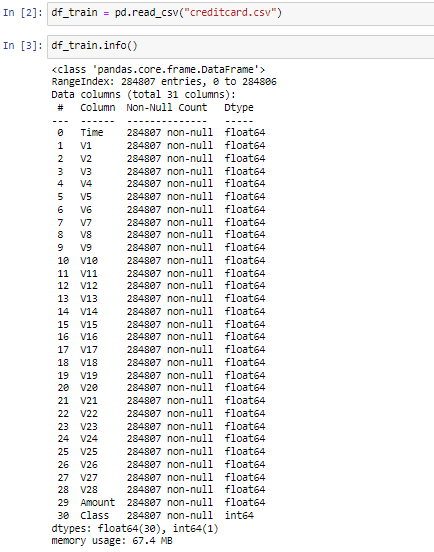 In [2]: df_train = pd.read_csv("creditcard.csv")
In [3]: df_train.info()
<class 'pandas.core.frame.DataFrame'>
RangeIndex: 284807 entries, 0 to 284806
Data columns (total 31 columns):
 #   Column  Non-Null Count   Dtype
---  ------  --------------   -----
 0   Time    284807 non-null  float64
 1   V1      284807 non-null  float64
 2   V2      284807 non-null  float64
 3   V3      284807 non-null  float64
 4   V4      284807 non-null  float64
 5   V5      284807 non-null  float64
 6   V6      284807 non-null  float64
 7   V7      284807 non-null  float64
 8   V8      284807 non-null  float64
 9   V9      284807 non-null  float64
 10  V10     284807 non-null  float64
 11  V11     284807 non-null  float64
 12  V12     284807 non-null  float64
 13  V13     284807 non-null  float64
 14  V14     284807 non-null  float64
 15  V15     284807 non-null  float64
 16  V16     284807 non-null  float64
 17  V17     284807 non-null  float64
 18  V18     284807 non-null  float64
 19  V19     284807 non-null  float64
 20  V20     284807 non-null  float64
 21  V21     284807 non-null  float64
 22  V22     284807 non-null  float64
 23  V23     284807 non-null  float64
 24  V24     284807 non-null  float64
 25  V25     284807 non-null  float64
 26  V26     284807 non-null  float64
 27  V27     284807 non-null  float64
 28  V28     284807 non-null  float64
 29  Amount  284807 non-null  float64
 30  Class   284807 non-null  int64
dtypes: float64(30), int64(1)
memory usage: 67.4 MB